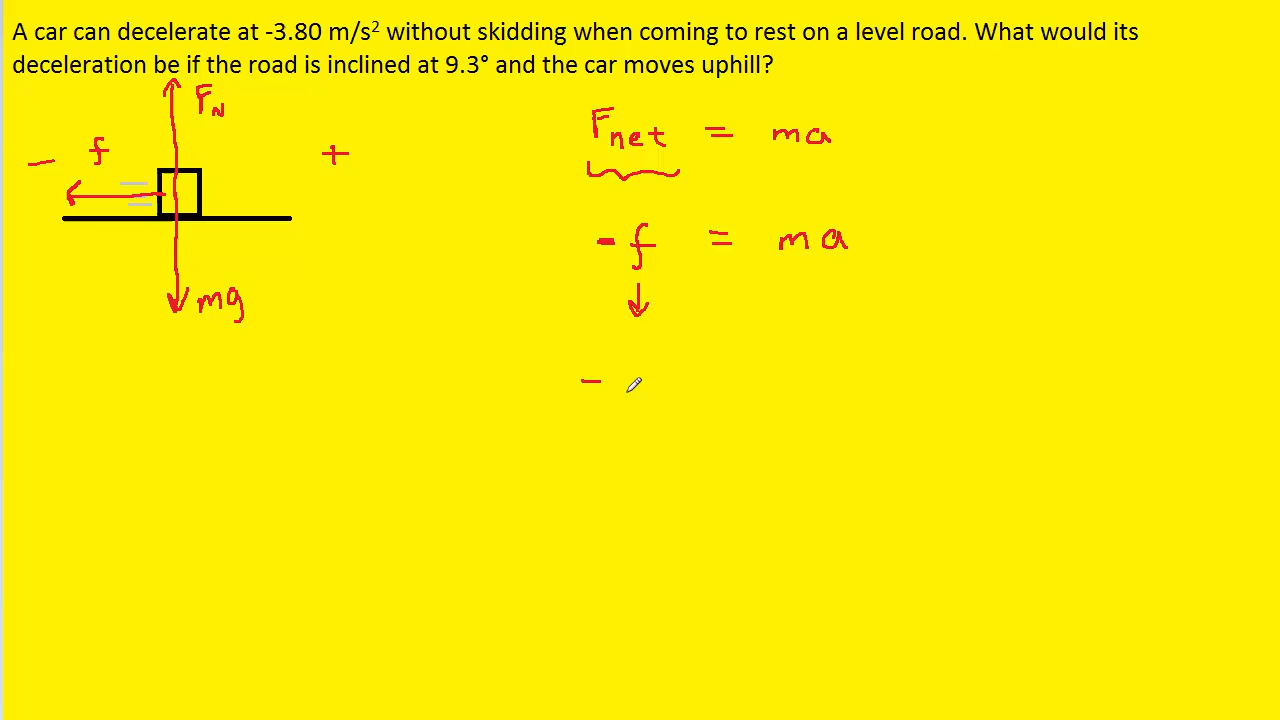 A car can decelerate at -3.80 m/s² without skidding when coming to rest on a level road. What would its
deceleration be if the road is inclined at 9.3° and the car moves uphill?
F_N
F_net = ma
− f +
-f = ma
mg
−